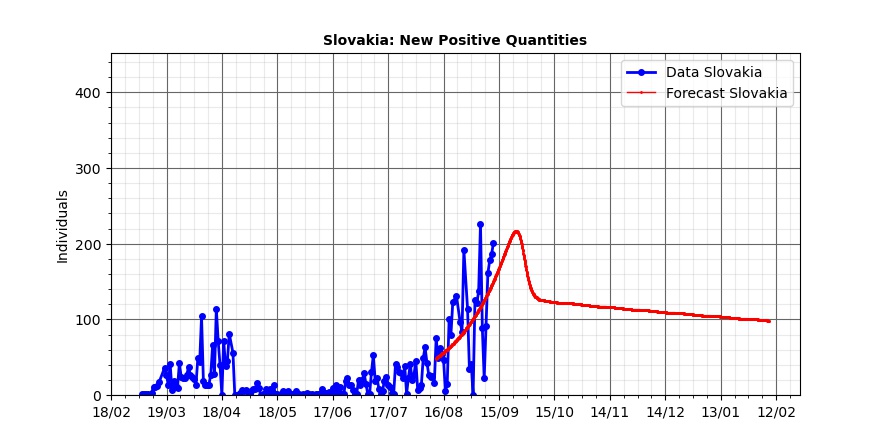 Slovakia: New Positive Quantities
Data Slovakia
Forecast Slovakia
Individuals
400
300
200
100
0
18/02 19/03 18/04 18/05 17/06 17/07 16/08 15/09 15/10 14/11 14/12 13/01 12/02